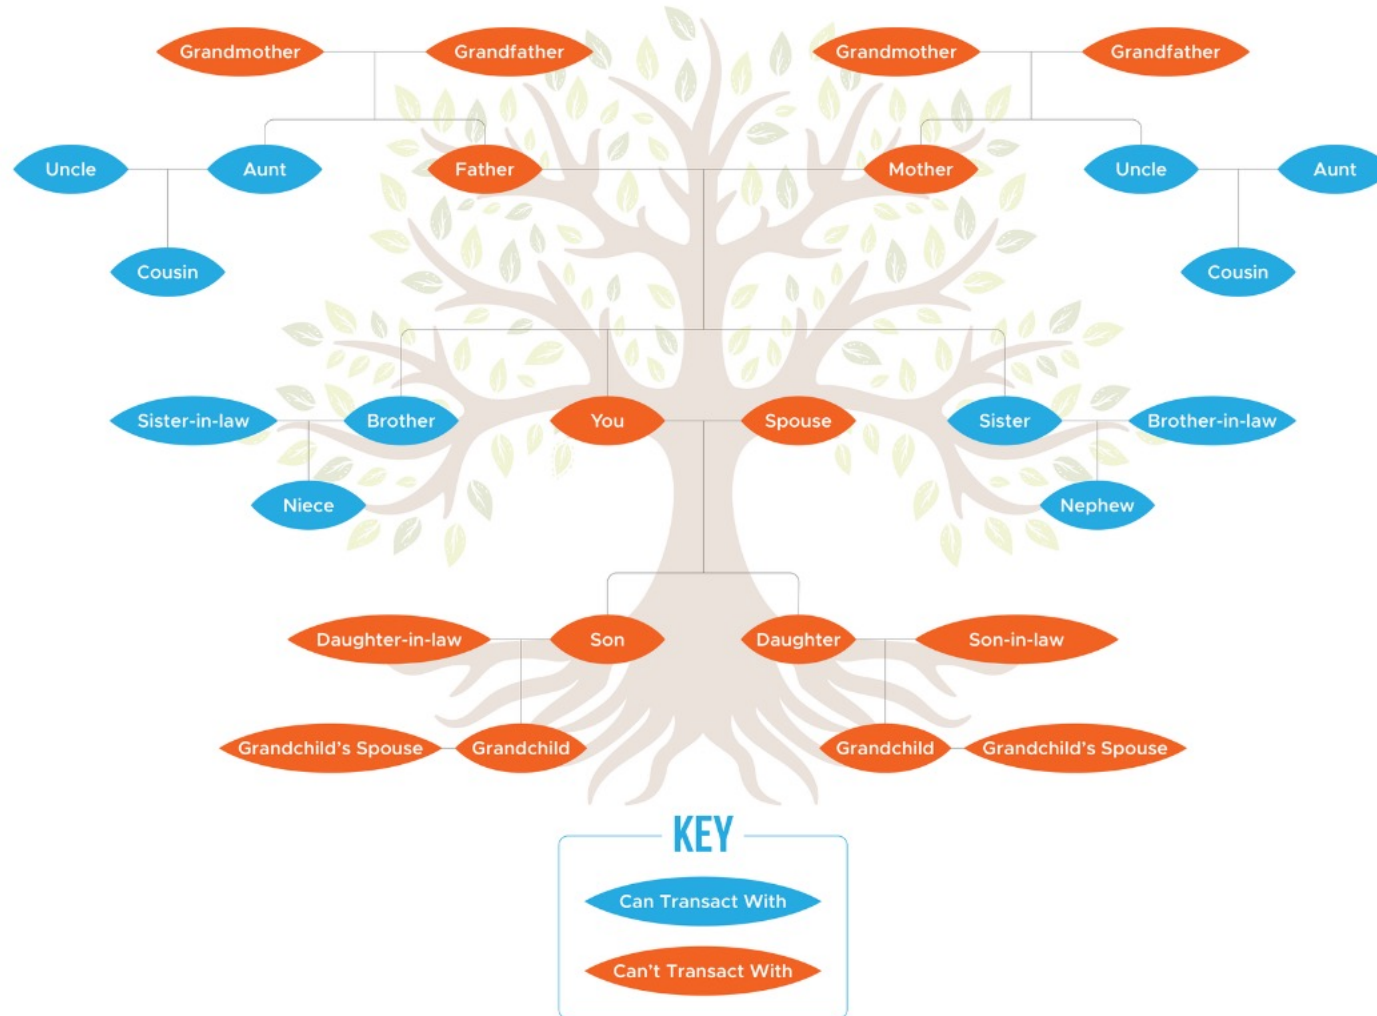 Grandmother
Grandfather
Grandmother
Grandfather
Uncle
Aunt
Father
Mother
Uncle
Aunt
Cousin
Cousin
Sister-in-law
Brother
You
Spouse
Sister
Brother-in-law
Niece
Nephew
Daughter-in-law
Son
Daughter
Son-in-law
Grandchild's Spouse
Grandchild
Grandchild
Grandchild's Spouse
KEY
Can Transact With
Can't Transact With